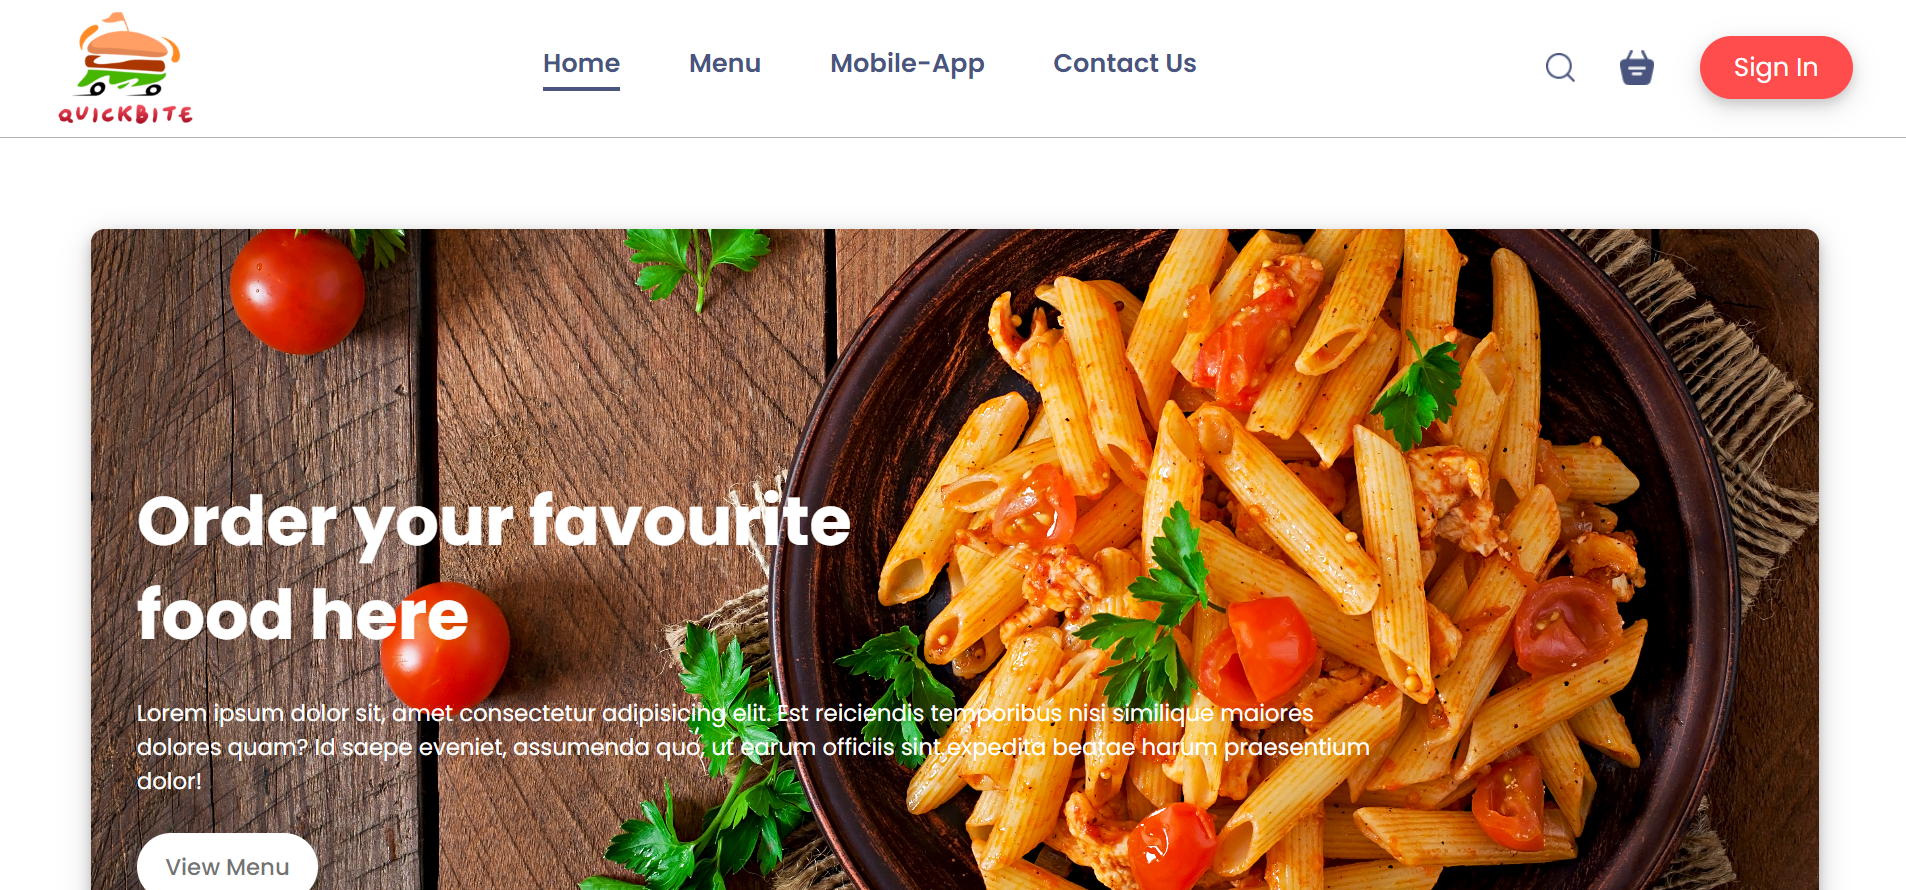 QUICKBITE
Home Menu Mobile-App Contact Us Sign In
Order your favourite
food here
Lorem ipsum dolor sit, amet consectetur adipisicing elit. Est reiciendis temporibus nisi similique maiores
dolores quam? Id saepe eveniet, assumenda quo, ut earum officiis sint expedita beatae harum praesentium
dolor!
View Menu